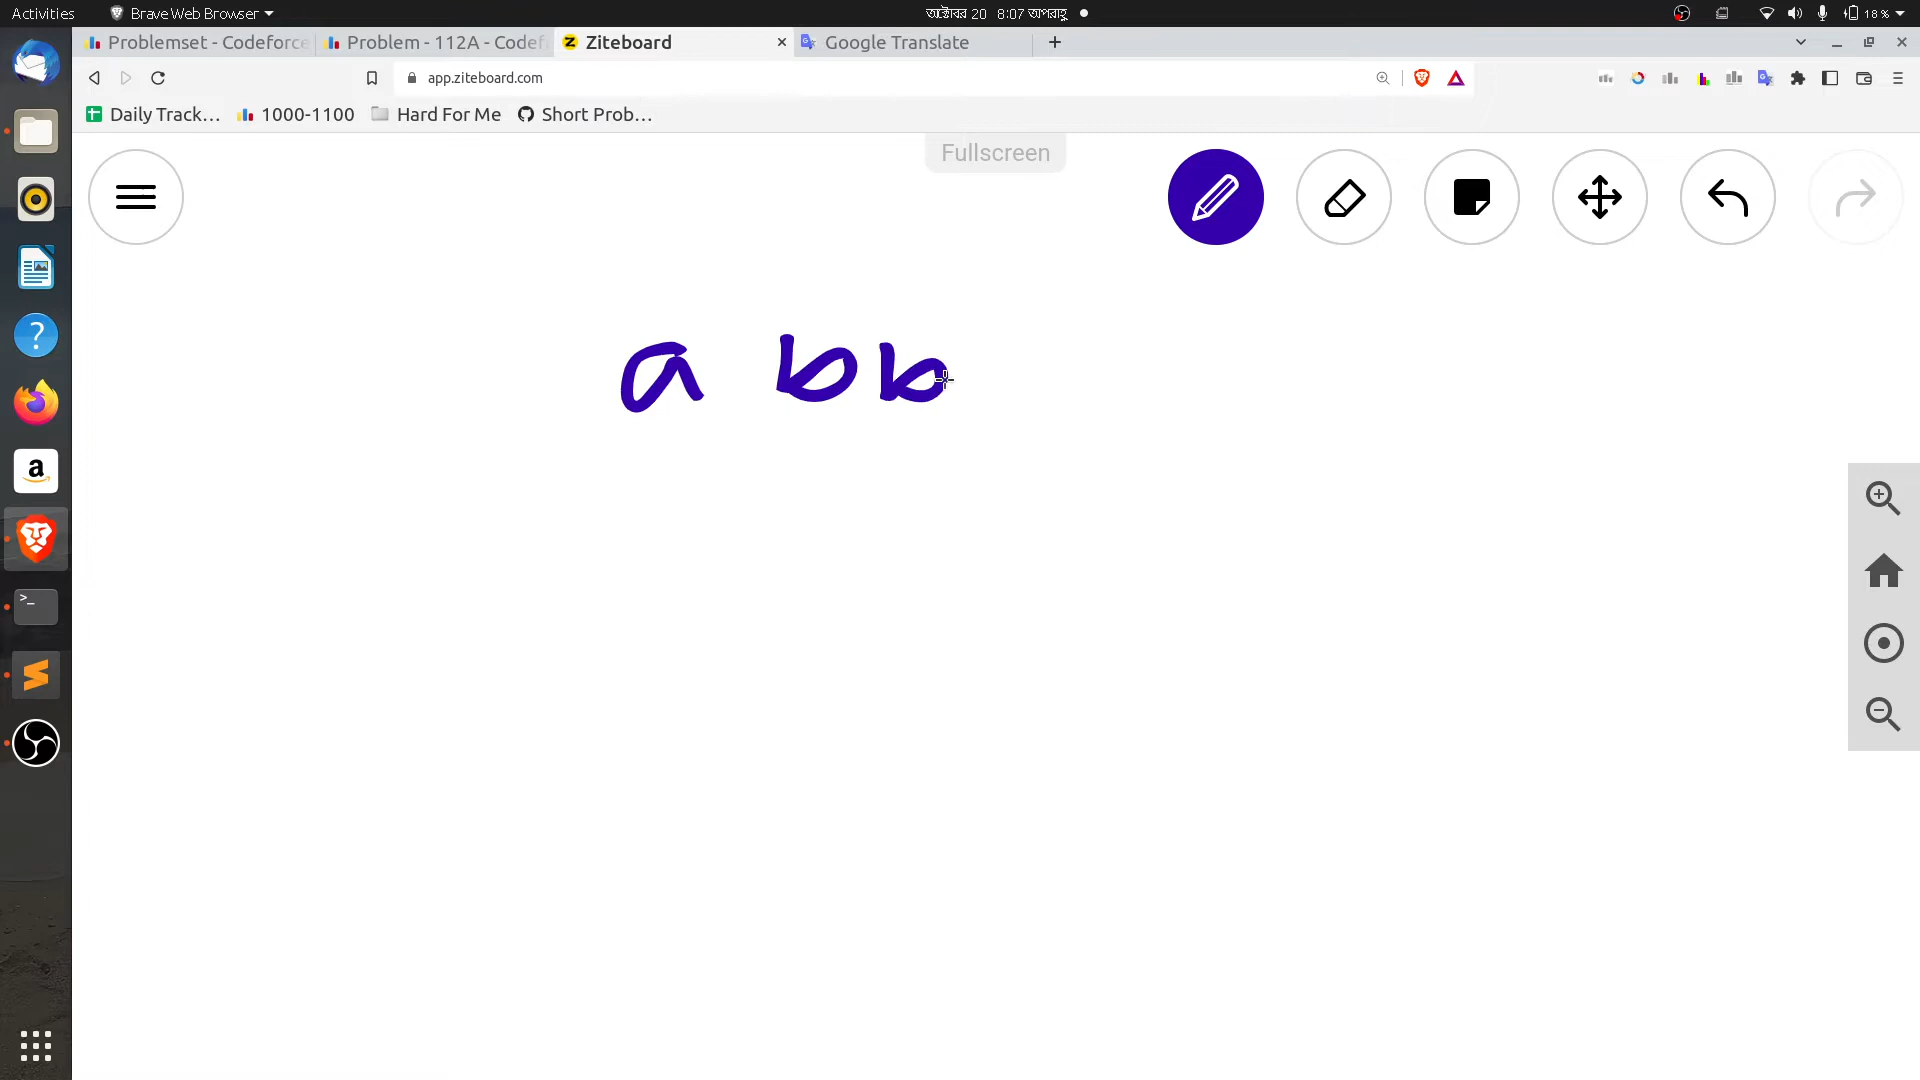 Activities Brave Web Browser অক্টোবর 20 8:07 অপরাহ্ণ 18 %
Problemset - Codeforce Problem - 112A - Codef Ziteboard Google Translate
app.ziteboard.com
Daily Track... 1000-1100 Hard For Me Short Prob...
Fullscreen
a bb